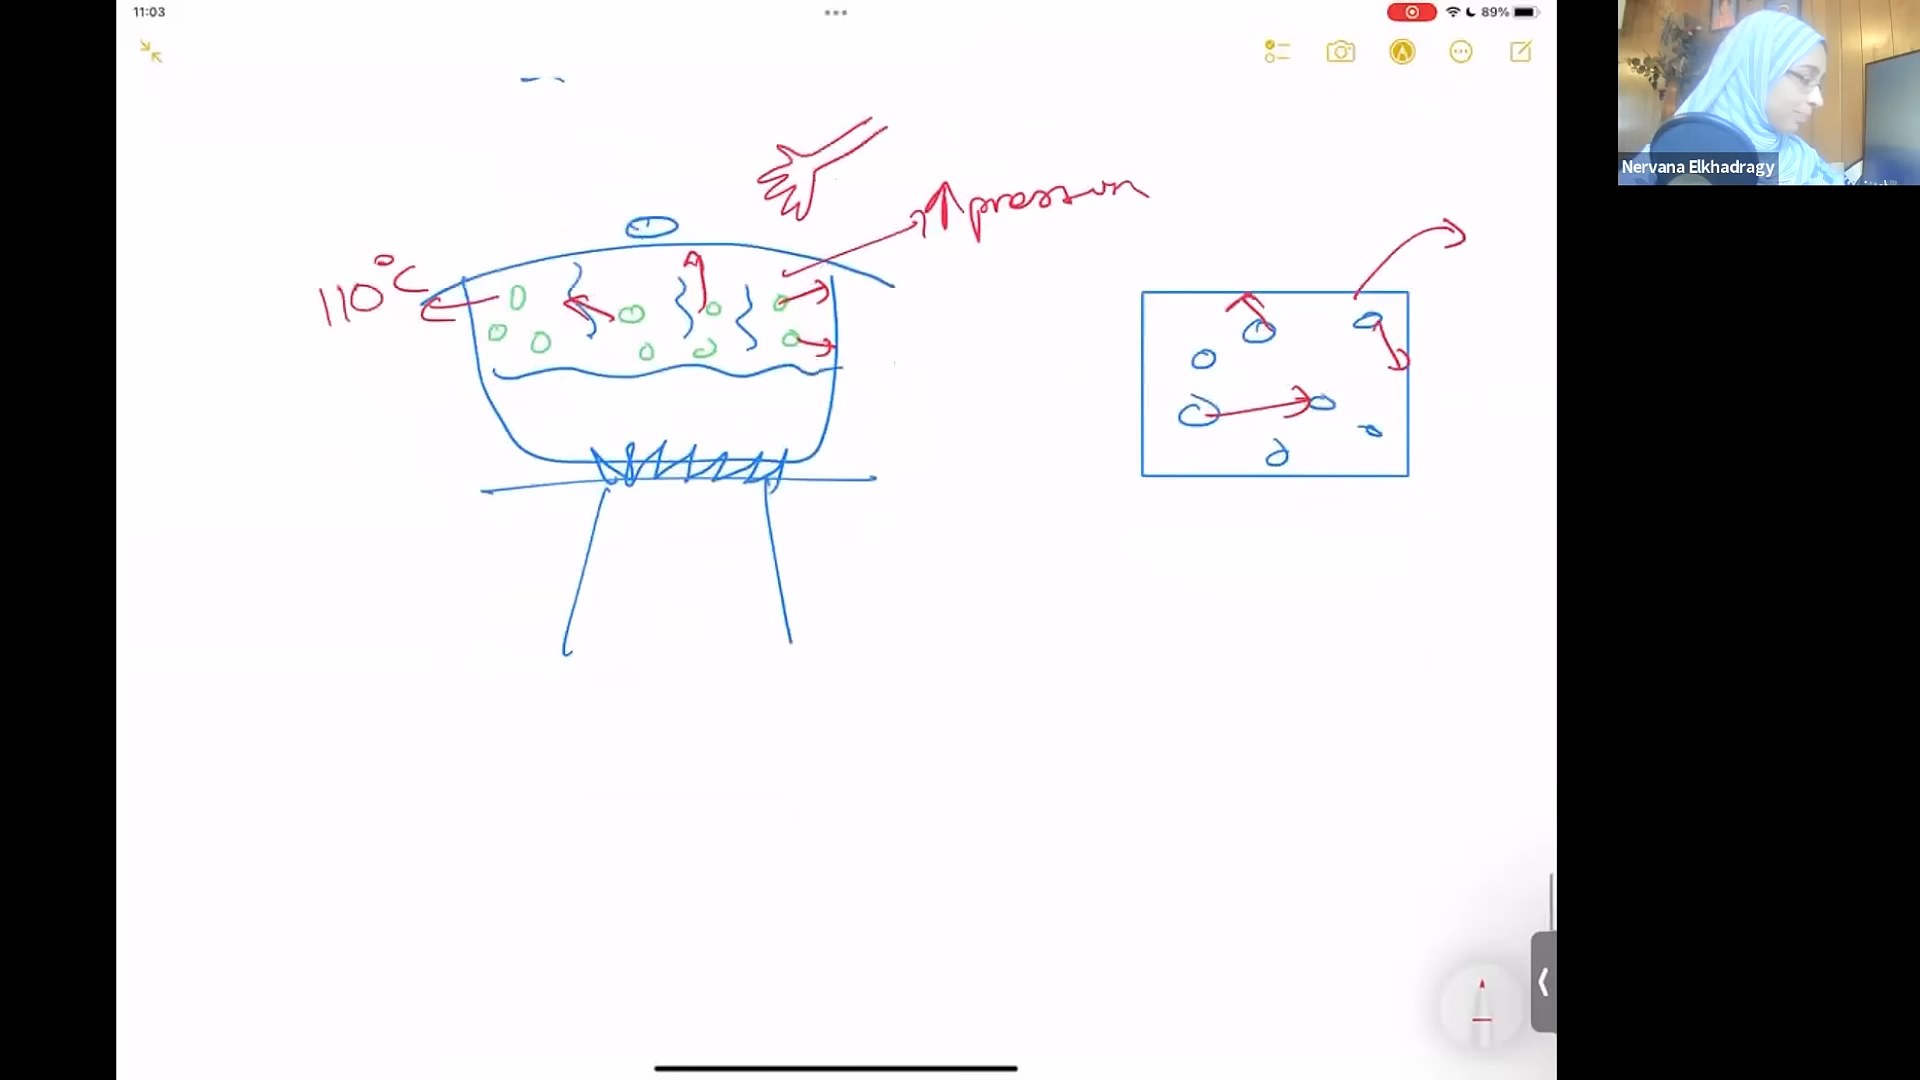 11:03
89%
Nervana Elkhadragy
↑ pressure
110°C